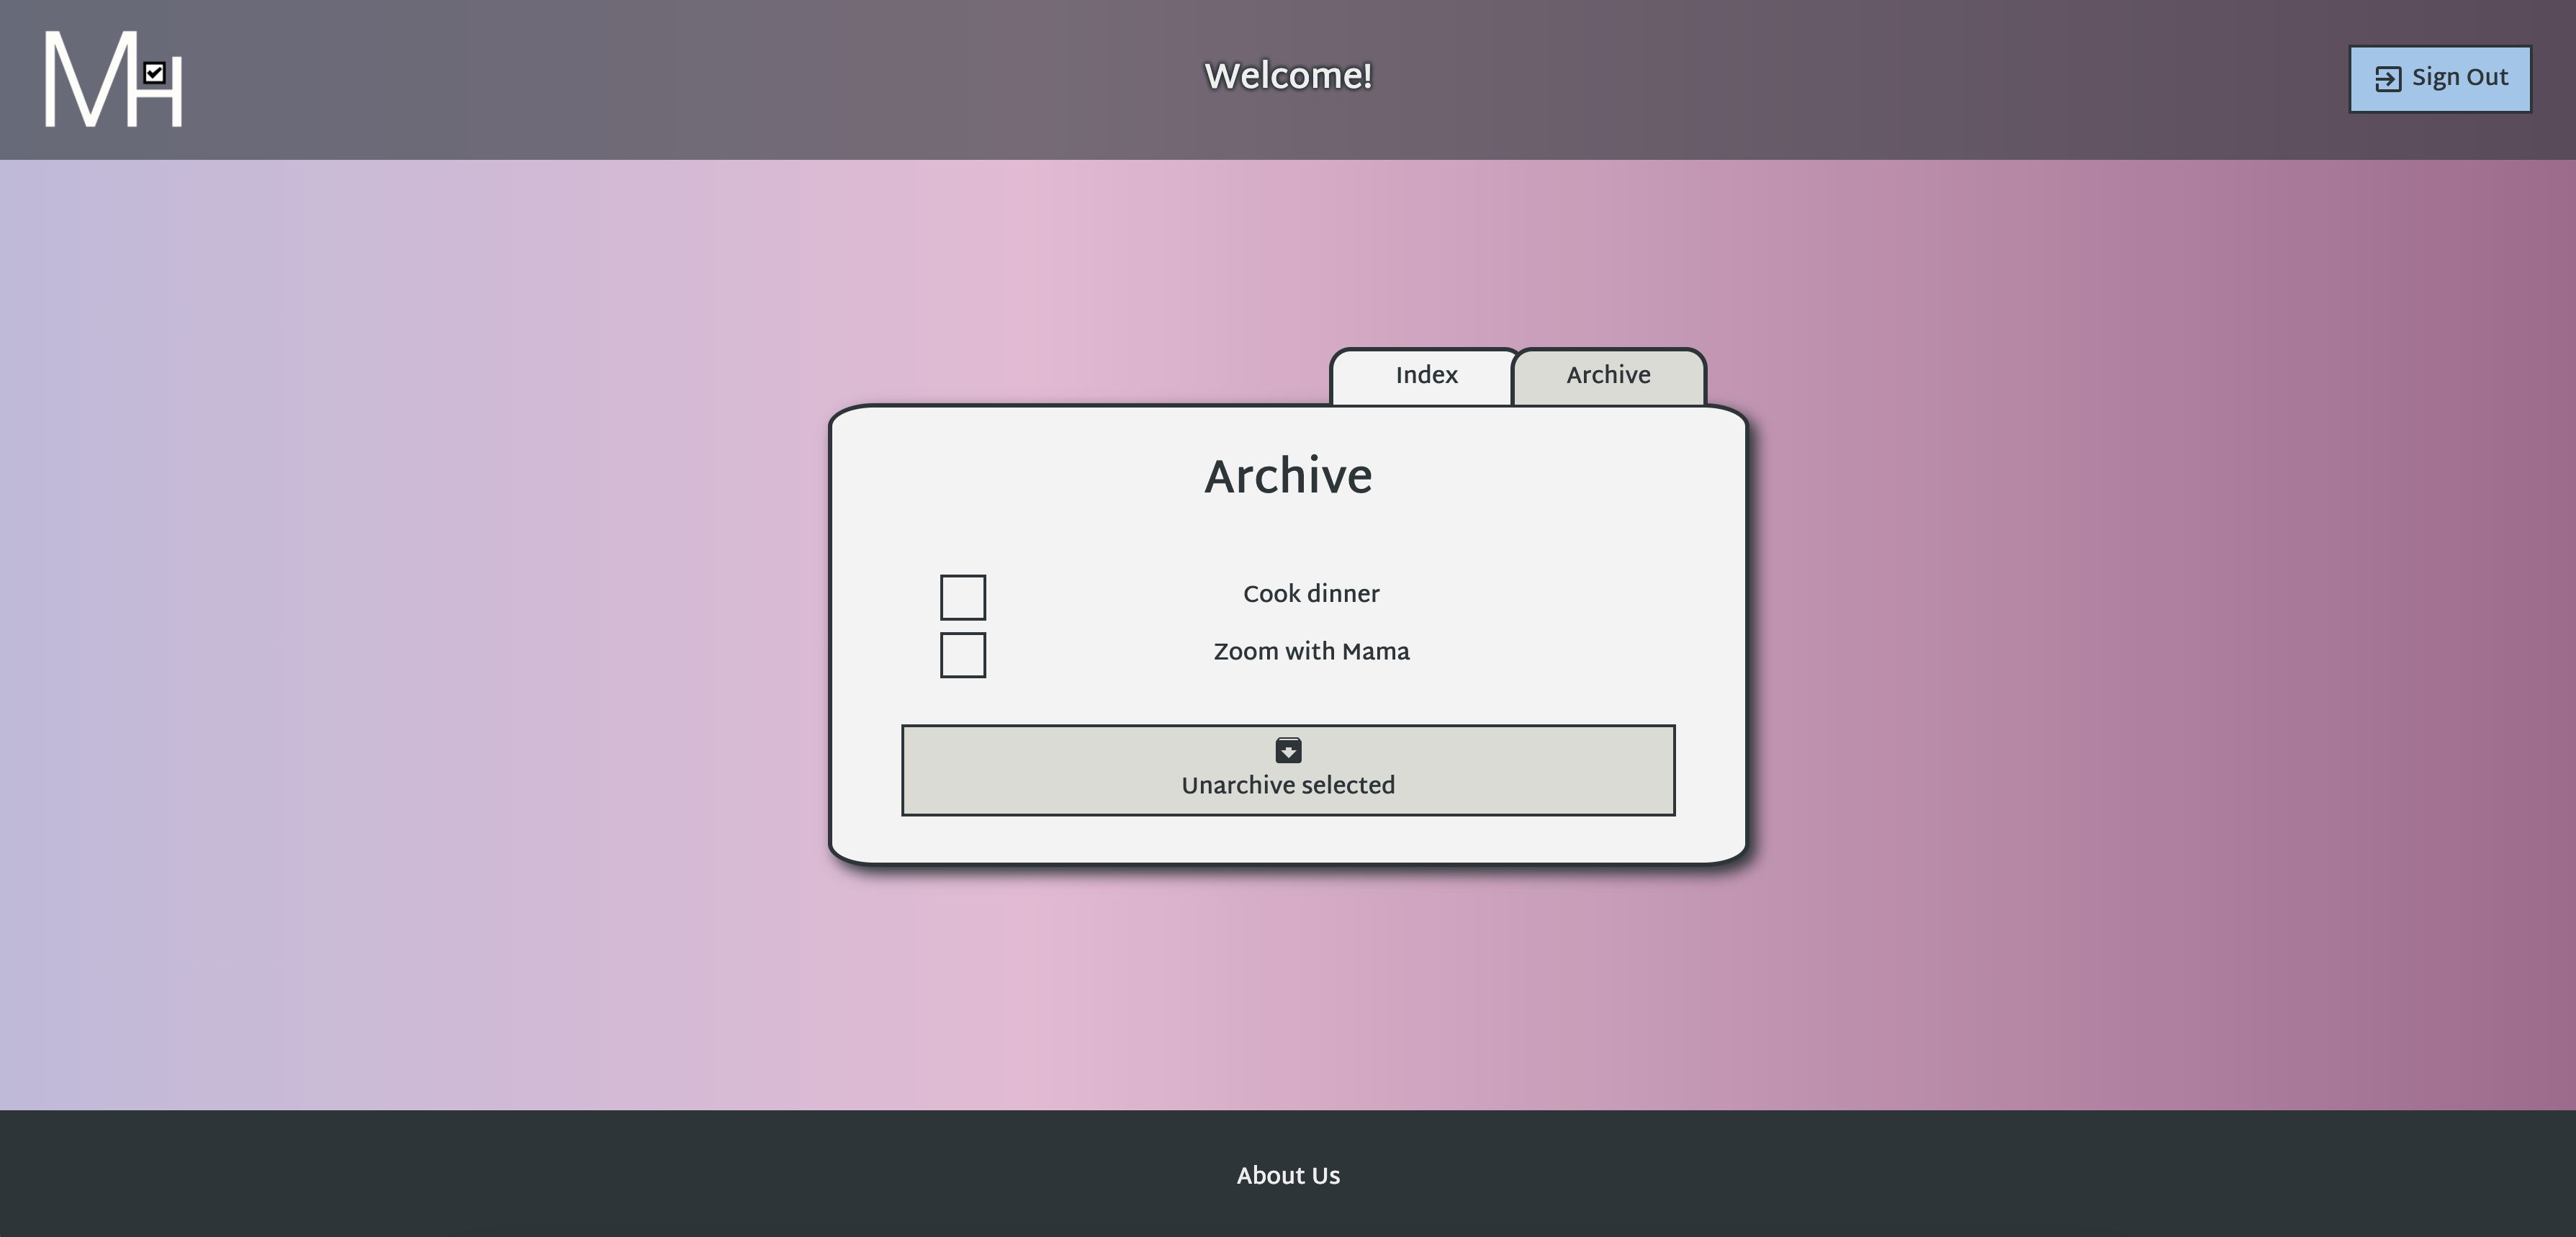 MH
Welcome!
Sign Out
Index
Archive
Archive
Cook dinner
Zoom with Mama
Unarchive selected
About Us